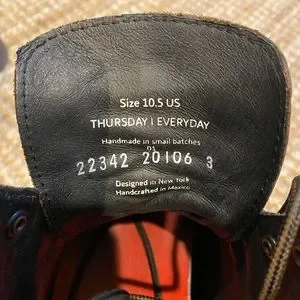 Size 10.5 US
THURSDAY | EVERYDAY
Handmade in small batches
01
22342 20106 3
Designed in New York
Handcrafted in Mexico